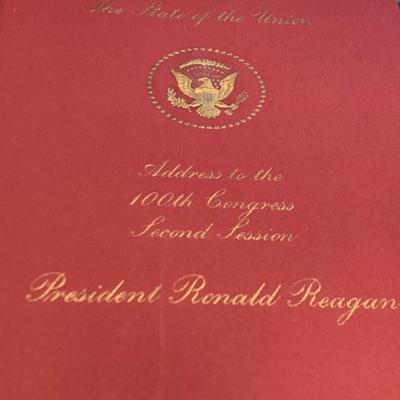 The State of the Union
Address to the
100th Congress
Second Session
President Ronald Reagan